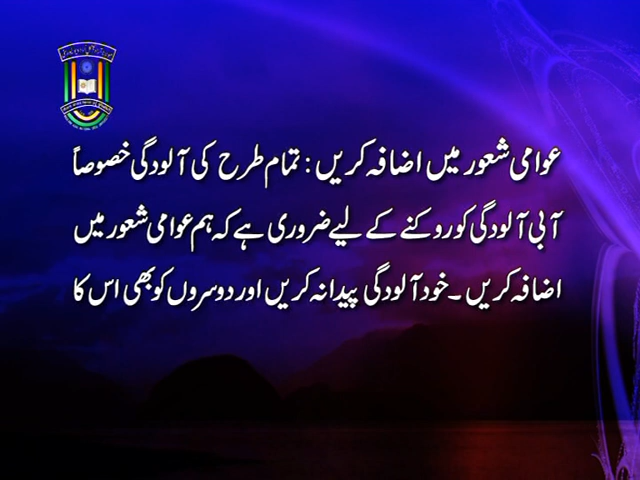 عوامی شعور میں اضافہ کریں: تمام طرح کی آلودگی خصوصاً
آبی آلودگی کو روکنے کے لیے ضروری ہے کہ ہم عوامی شعور میں
اضافہ کریں۔ خود آلودگی پیدا نہ کریں اور دوسروں کو بھی اس کا